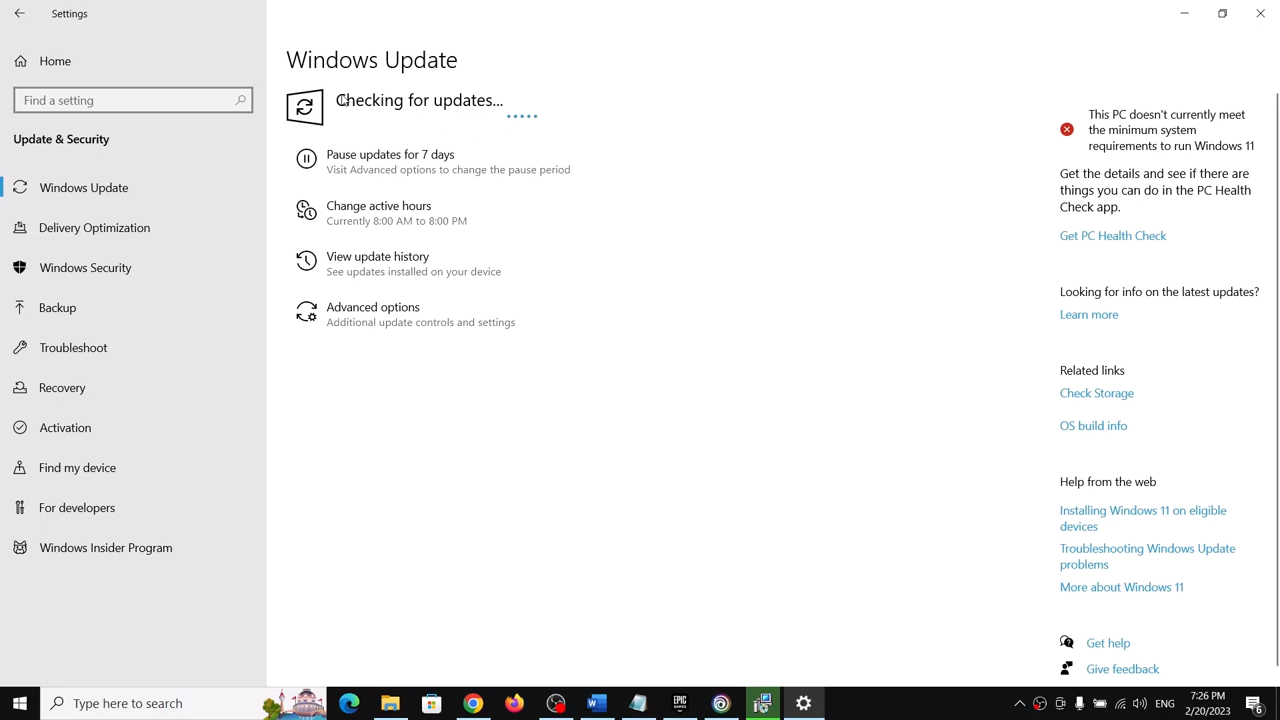 Settings
Home
Find a setting
Update & Security
Windows Update
Delivery Optimization
Windows Security
Backup
Troubleshoot
Recovery
Activation
Find my device
For developers
Windows Insider Program
Windows Update
Checking for updates...
Pause updates for 7 days
Visit Advanced options to change the pause period
Change active hours
Currently 8:00 AM to 8:00 PM
View update history
See updates installed on your device
Advanced options
Additional update controls and settings
This PC doesn't currently meet
the minimum system
requirements to run Windows 11
Get the details and see if there are
things you can do in the PC Health
Check app.
Get PC Health Check
Looking for info on the latest updates?
Learn more
Related links
Check Storage
OS build info
Help from the web
Installing Windows 11 on eligible
devices
Troubleshooting Windows Update
problems
More about Windows 11
Get help
Give feedback
Type here to search
EPIC
GAMES
ENG
7:26 PM
2/20/2023
6